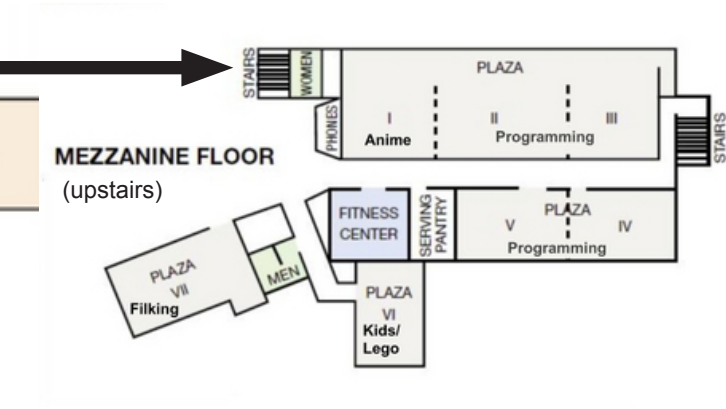 STAIRS
WOMEN
PLAZA
I
II
III
Anime
Programming
PHONES
STAIRS
MEZZANINE FLOOR
(upstairs)
FITNESS
CENTER
SERVING
PANTRY
PLAZA
V
IV
Programming
PLAZA
VII
Filking
MEN
PLAZA
VI
Kids/
Lego